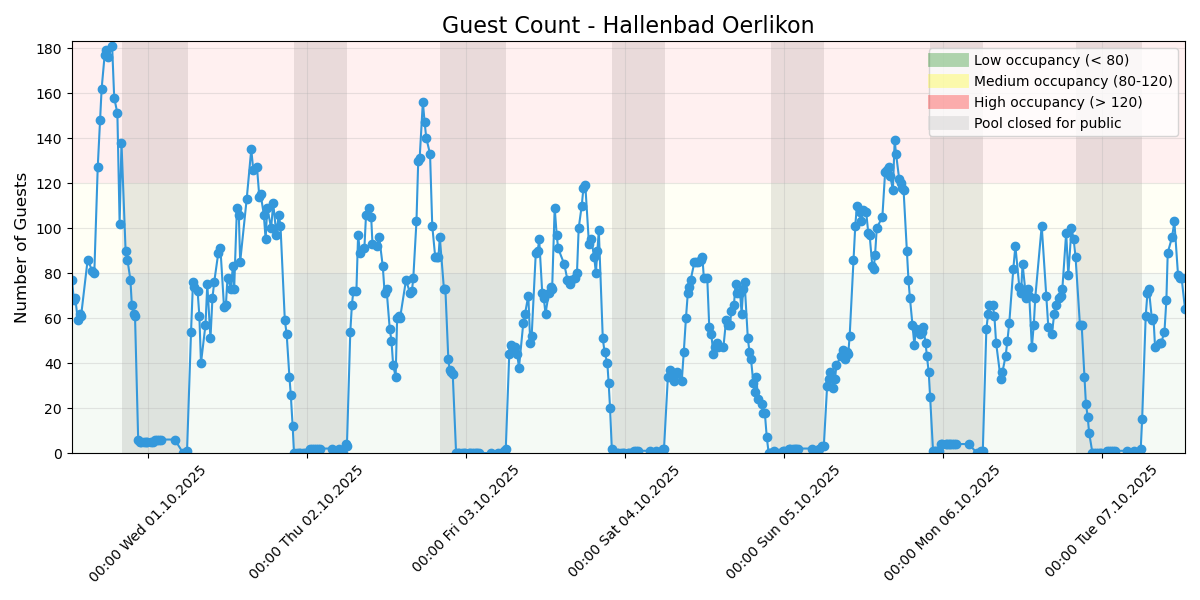 Guest Count - Hallenbad Oerlikon
Number of Guests
180
160
140
120
100
80
60
40
20
0
Low occupancy (< 80)
Medium occupancy (80-120)
High occupancy (> 120)
Pool closed for public
00:00 Wed 01.10.2025
00:00 Thu 02.10.2025
00:00 Fri 03.10.2025
00:00 Sat 04.10.2025
00:00 Sun 05.10.2025
00:00 Mon 06.10.2025
00:00 Tue 07.10.2025